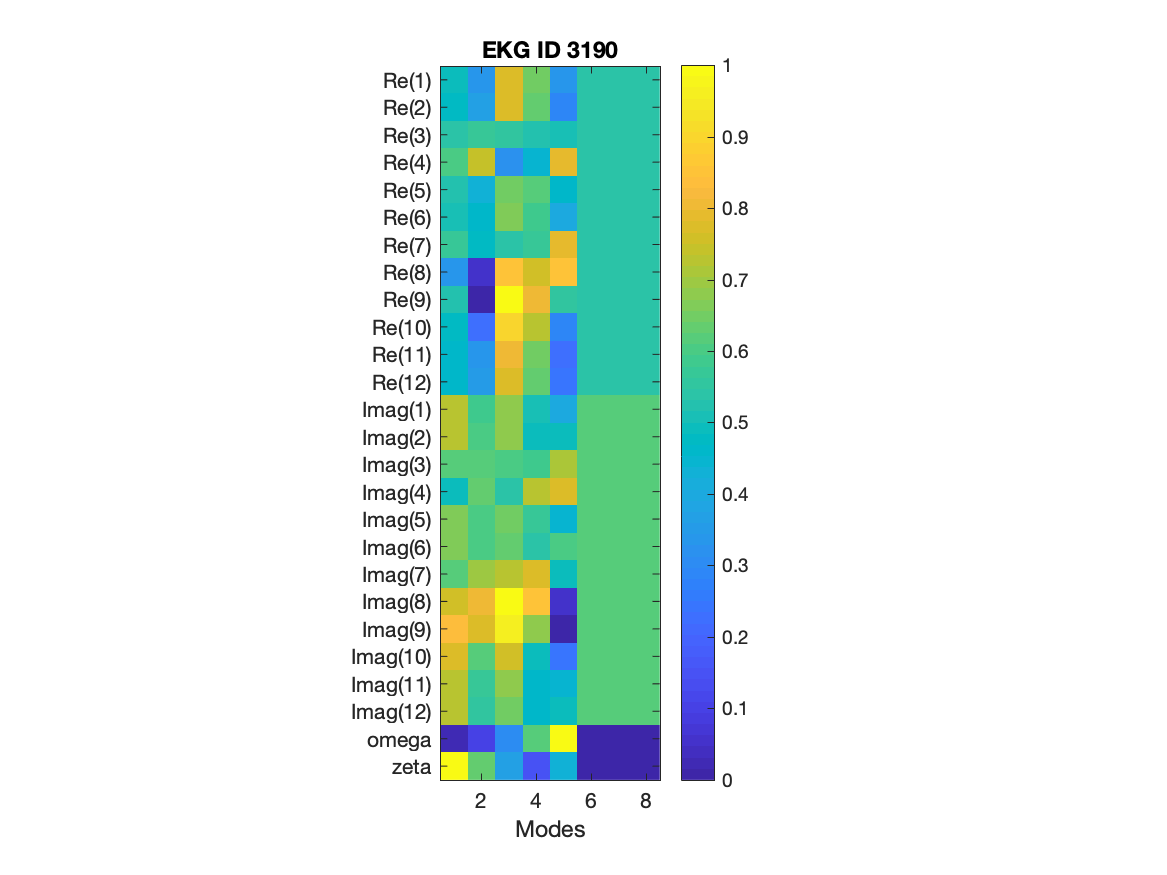 EKG ID 3190
Re(1)
Re(2)
Re(3)
Re(4)
Re(5)
Re(6)
Re(7)
Re(8)
Re(9)
Re(10)
Re(11)
Re(12)
Imag(1)
Imag(2)
Imag(3)
Imag(4)
Imag(5)
Imag(6)
Imag(7)
Imag(8)
Imag(9)
Imag(10)
Imag(11)
Imag(12)
omega
zeta
2 4 6 8
Modes
1
0.9
0.8
0.7
0.6
0.5
0.4
0.3
0.2
0.1
0